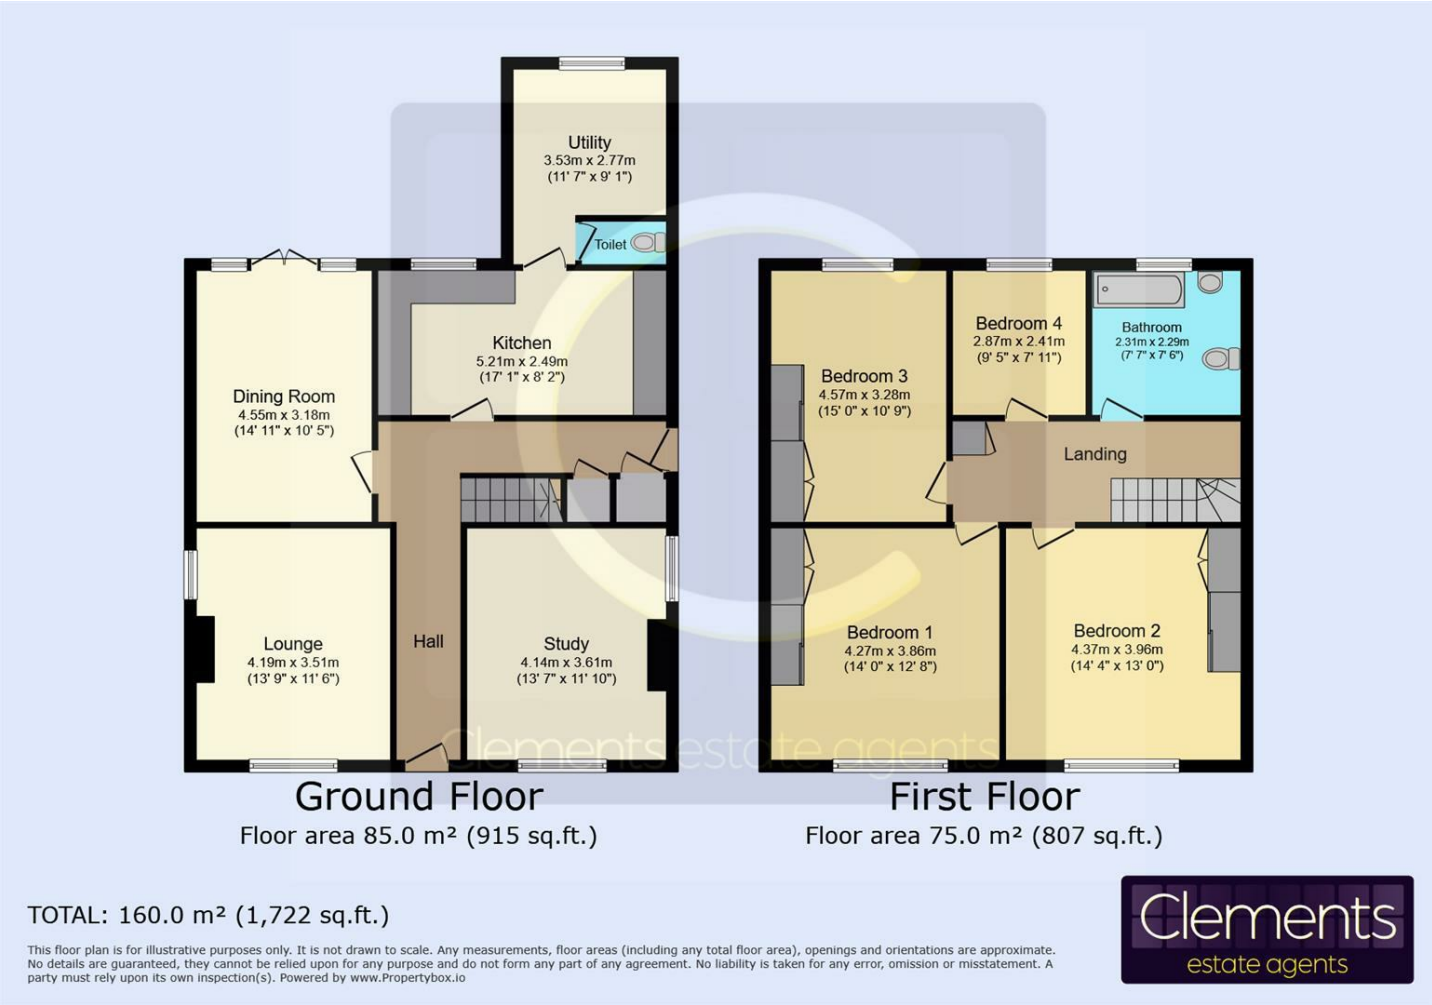 Utility
3.53m x 2.77m
(11' 7" x 9' 1")
Toilet
Kitchen
5.21m x 2.49m
(17' 1" x 8' 2")
Dining Room
4.55m x 3.18m
(14' 11" x 10' 5")
Lounge
4.19m x 3.51m
(13' 9" x 11' 6")
Hall
Study
4.14m x 3.61m
(13' 7" x 11' 10")
Ground Floor
Floor area 85.0 m² (915 sq.ft.)
Bedroom 3
4.57m x 3.28m
(15' 0" x 10' 9")
Bedroom 4
2.87m x 2.41m
(9' 5" x 7' 11")
Bathroom
2.31m x 2.29m
(7' 7" x 7' 6")
Landing
Bedroom 1
4.27m x 3.86m
(14' 0" x 12' 8")
Bedroom 2
4.37m x 3.96m
(14' 4" x 13' 0")
First Floor
Floor area 75.0 m² (807 sq.ft.)
Clements estate agents
TOTAL: 160.0 m² (1,722 sq.ft.)
This floor plan is for illustrative purposes only. It is not drawn to scale. Any measurements, floor areas (including any total floor area), openings and orientations are approximate.
No details are guaranteed, they cannot be relied upon for any purpose and do not form any part of any agreement. No liability is taken for any error, omission or misstatement. A
party must rely upon its own inspection(s). Powered by www.Propertybox.io
Clements
estate agents